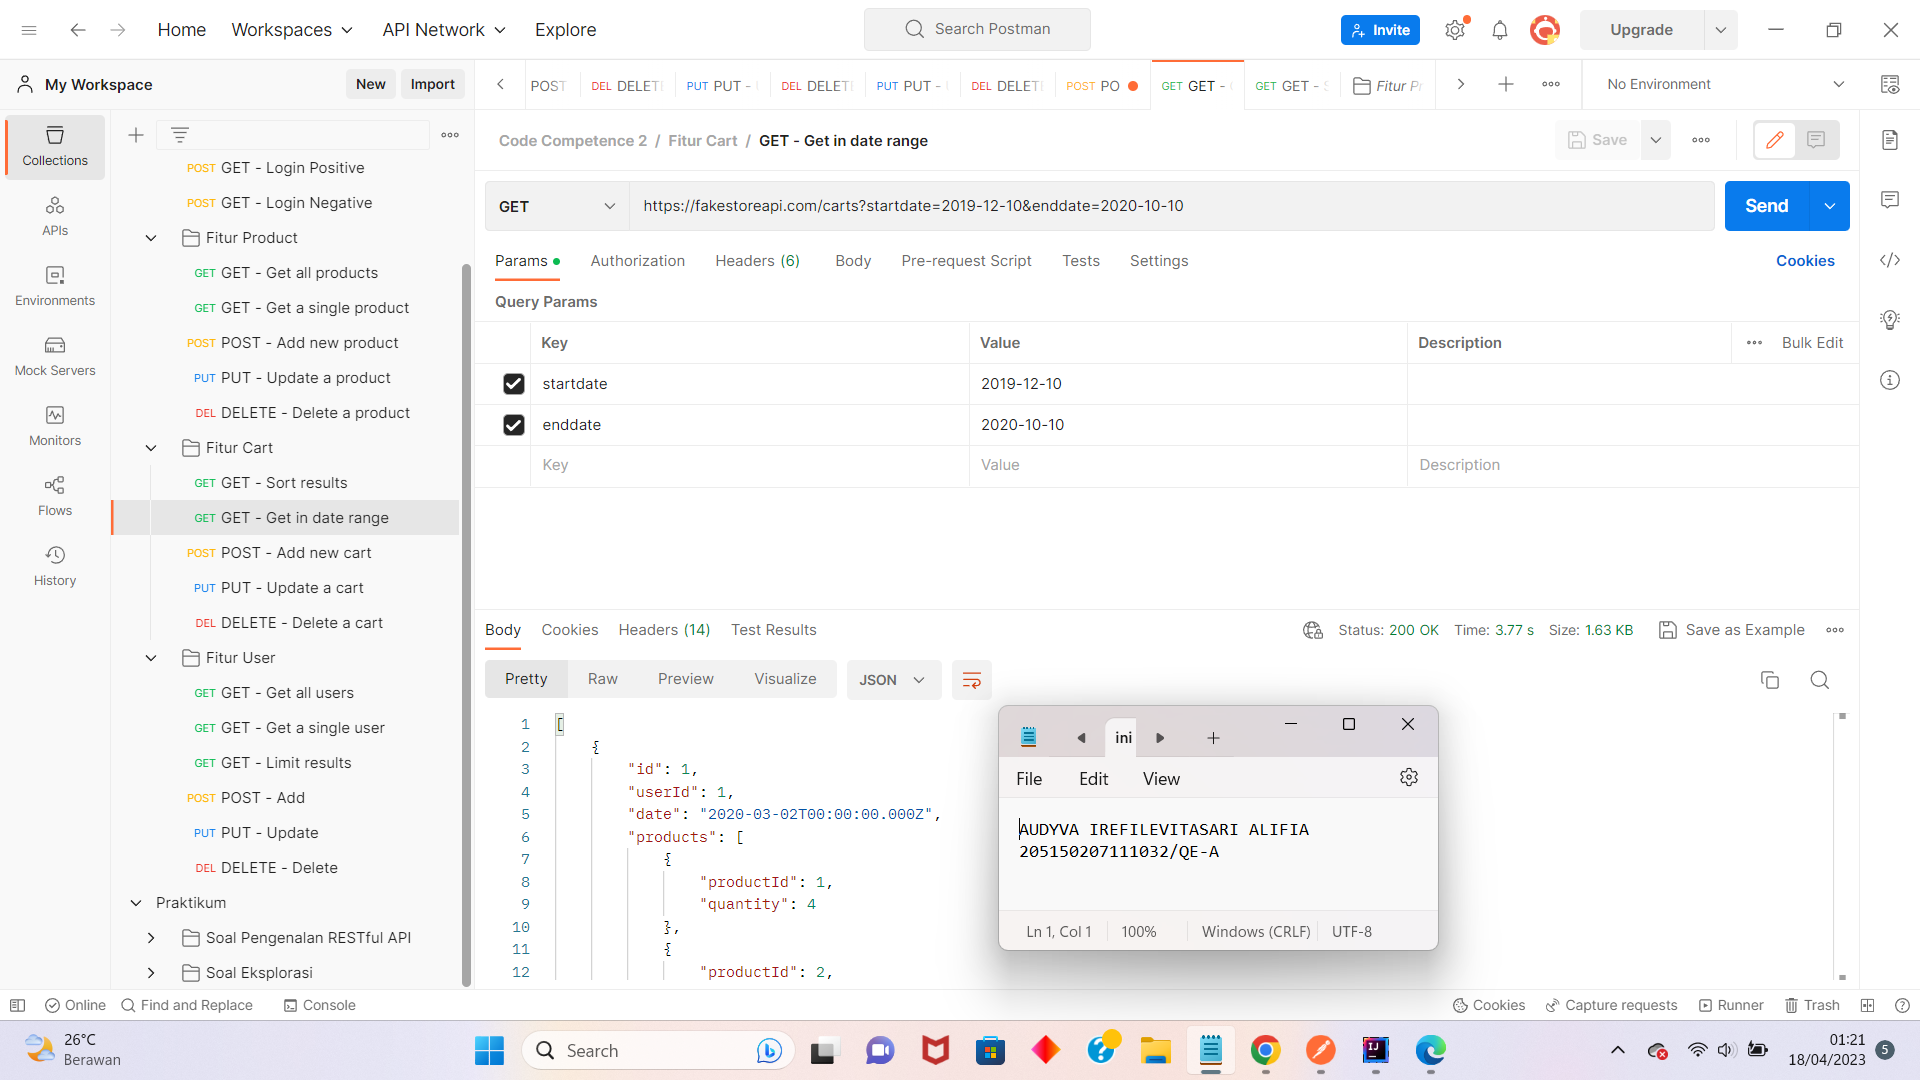 Home
Workspaces
API Network
Explore
Search Postman
Invite
Upgrade
My Workspace
New
Import
POST
DEL DELETE
PUT PUT -
DEL DELETE
PUT PUT -
DEL DELETE
POST PO
GET GET -
GET GET - S
Fitur Pr
No Environment
Collections
APIs
Environments
Mock Servers
Monitors
Flows
History
POST GET - Login Positive
POST GET - Login Negative
Fitur Product
GET GET - Get all products
GET GET - Get a single product
POST POST - Add new product
PUT PUT - Update a product
DEL DELETE - Delete a product
Fitur Cart
GET GET - Sort results
GET GET - Get in date range
POST POST - Add new cart
PUT PUT - Update a cart
DEL DELETE - Delete a cart
Fitur User
GET GET - Get all users
GET GET - Get a single user
GET GET - Limit results
POST POST - Add
PUT PUT - Update
DEL DELETE - Delete
Praktikum
Soal Pengenalan RESTful API
Soal Eksplorasi
Code Competence 2 / Fitur Cart / GET - Get in date range
Save
GET
https://fakestoreapi.com/carts?startdate=2019-12-10&enddate=2020-10-10
Send
Params
Authorization
Headers (6)
Body
Pre-request Script
Tests
Settings
Cookies
Query Params
Key Value Description Bulk Edit
startdate 2019-12-10
enddate 2020-10-10
Key Value Description
Body
Cookies
Headers (14)
Test Results
Status: 200 OK
Time: 3.77 s
Size: 1.63 KB
Save as Example
Pretty
Raw
Preview
Visualize
JSON
1 [
2 {
3 "id": 1,
4 "userId": 1,
5 "date": "2020-03-02T00:00:00.000Z",
6 "products": [
7 {
8 "productId": 1,
9 "quantity": 4
10 },
11 {
12 "productId": 2,
ini
File
Edit
View
AUDYVA IREFILEVITASARI ALIFIA
205150207111032/QE-A
Ln 1, Col 1
100%
Windows (CRLF)
UTF-8
Online
Find and Replace
Console
Cookies
Capture requests
Runner
Trash
26°C
Berawan
Search
01:21
18/04/2023
5